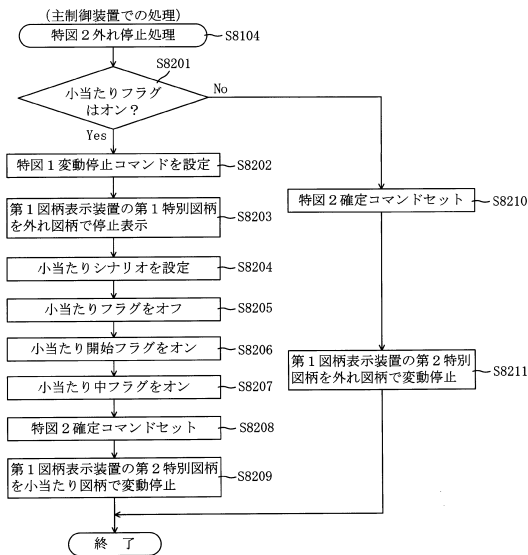 (主制御装置での処理)
特図2外れ停止処理
S8104
S8201
小当たりフラグ
はオン?
No
Yes
特図1変動停止コマンドを設定
S8202
第1図柄表示装置の第1特別図柄
を外れ図柄で停止表示
S8203
小当たりシナリオを設定
S8204
小当たりフラグをオフ
S8205
小当たり開始フラグをオン
S8206
小当たり中フラグをオン
S8207
特図2確定コマンドセット
S8208
第1図柄表示装置の第2特別図柄
を小当たり図柄で変動停止
S8209
特図2確定コマンドセット
S8210
第1図柄表示装置の第2特別
図柄を外れ図柄で変動停止
S8211
終 了